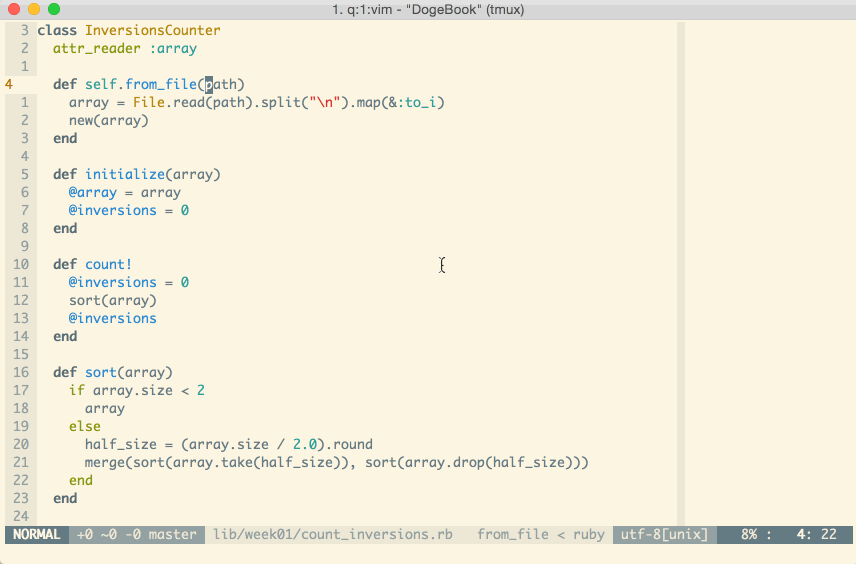 1. q:1:vim - "DogeBook" (tmux)
3 class InversionsCounter
2   attr_reader :array
1
4     def self.from_file(path)
1     array = File.read(path).split("\n").map(&:to_i)
2     new(array)
3   end
4
5   def initialize(array)
6     @array = array
7     @inversions = 0
8   end
9
10   def count!
11     @inversions = 0
12     sort(array)
13     @inversions
14   end
15
16   def sort(array)
17     if array.size < 2
18       array
19     else
20       half_size = (array.size / 2.0).round
21       merge(sort(array.take(half_size)), sort(array.drop(half_size)))
22     end
23   end
24
NORMAL +0 ~0 -0 master lib/week01/count_inversions.rb from_file < ruby utf-8[unix] 8% : 4: 22